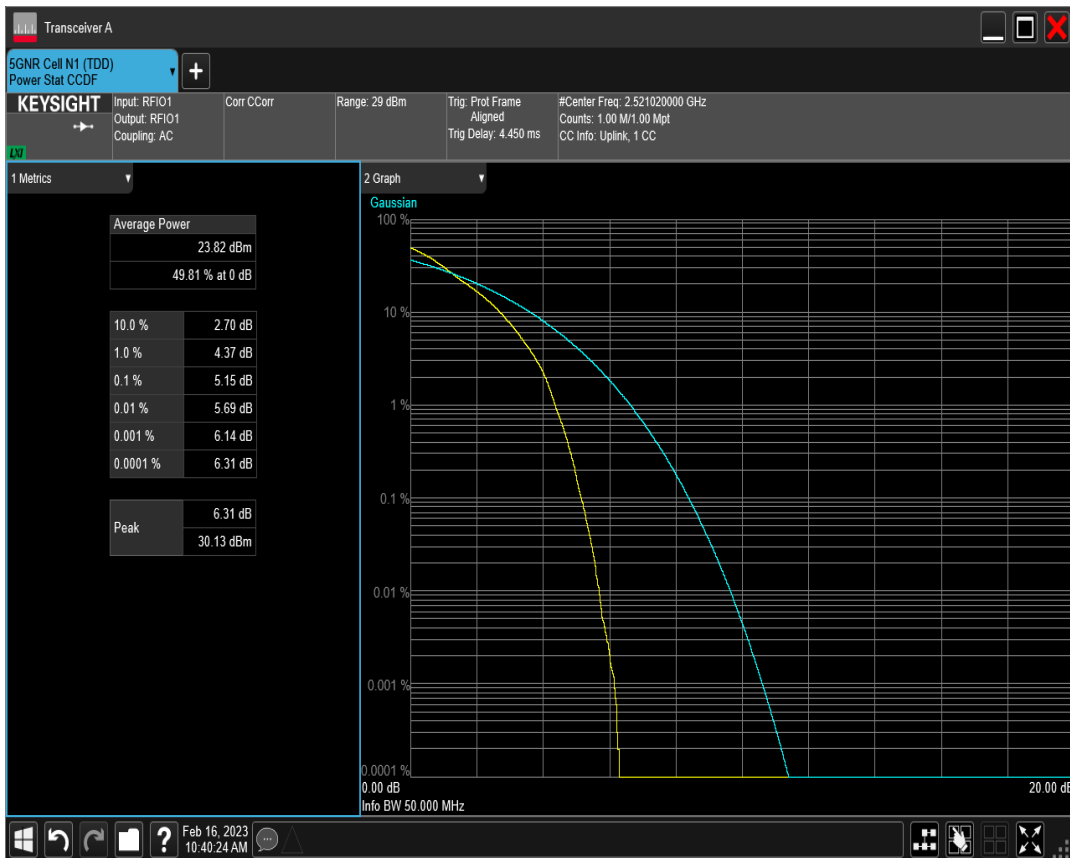 Transceiver A
5GNR Cell N1 (TDD)
Power Stat CCDF
KEYSIGHT
LXI
Input: RFIO1
Output: RFIO1
Coupling: AC
Corr CCorr
Range: 29 dBm
Trig: Prot Frame
Aligned
Trig Delay: 4.450 ms
#Center Freq: 2.521020000 GHz
Counts: 1.00 M/1.00 Mpt
CC Info: Uplink, 1 CC
1 Metrics
Average Power
23.82 dBm
49.81 % at 0 dB
10.0 % 2.70 dB
1.0 % 4.37 dB
0.1 % 5.15 dB
0.01 % 5.69 dB
0.001 % 6.14 dB
0.0001 % 6.31 dB
Peak
6.31 dB
30.13 dBm
2 Graph
Gaussian
100 %
10 %
1 %
0.1 %
0.01 %
0.001 %
0.0001 %
0.00 dB 20.00 dB
Info BW 50.000 MHz
Feb 16, 2023
10:40:24 AM